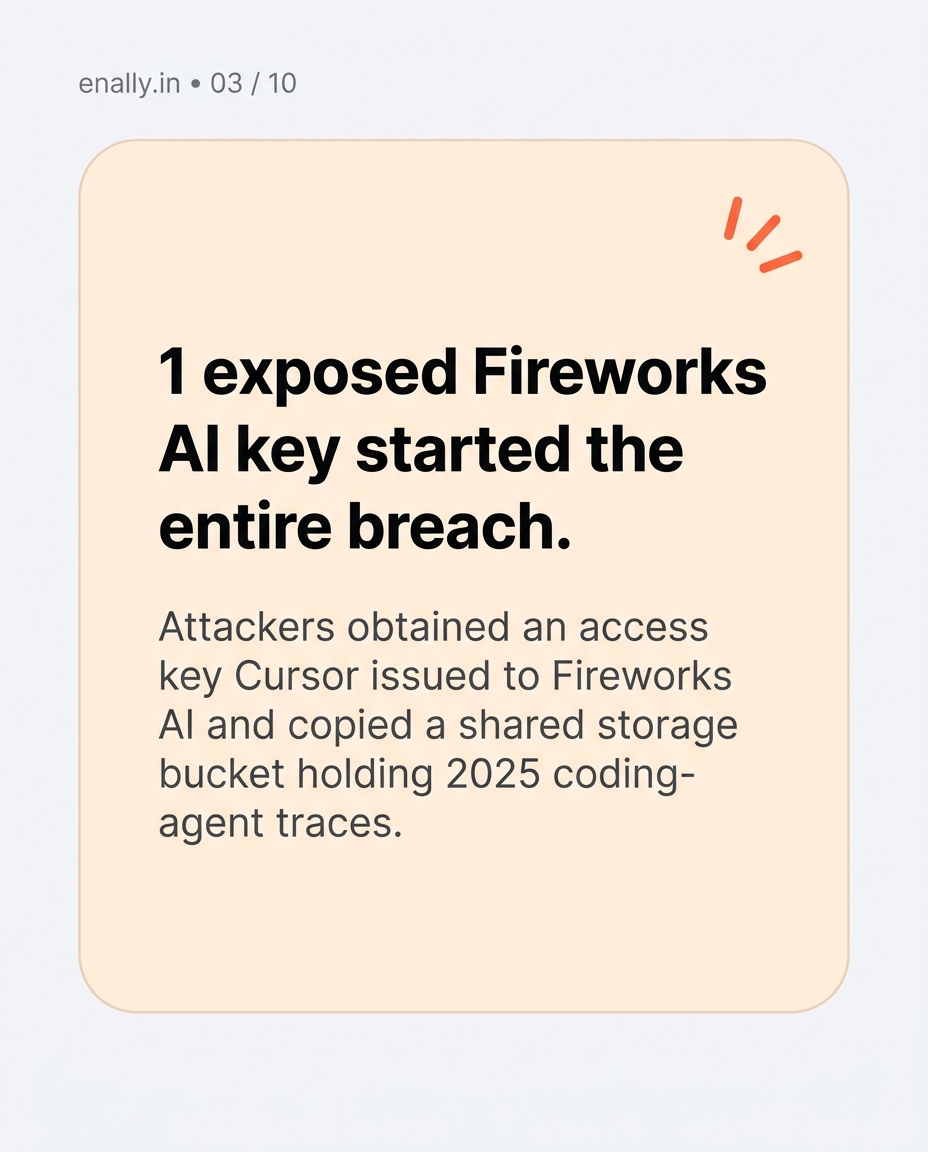 enally.in • 03 / 10
1 exposed Fireworks
AI key started the
entire breach.
Attackers obtained an access
key Cursor issued to Fireworks
AI and copied a shared storage
bucket holding 2025 coding-
agent traces.